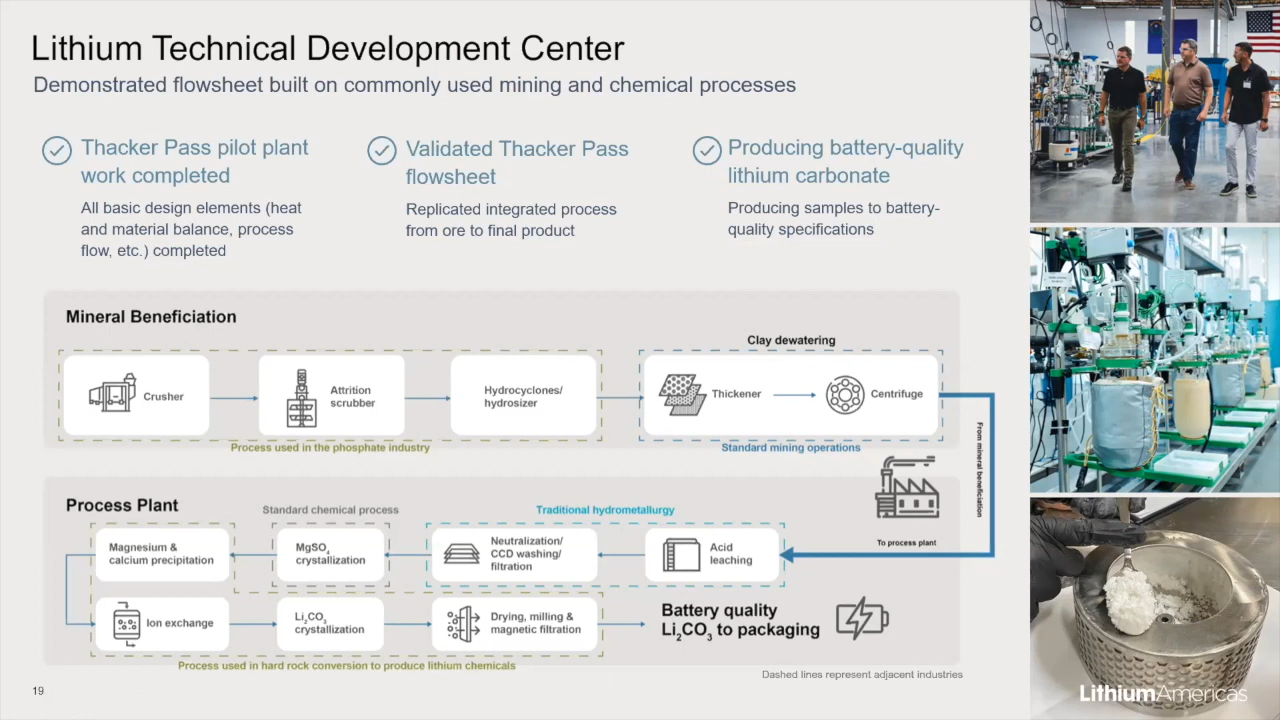 Lithium Technical Development Center
Demonstrated flowsheet built on commonly used mining and chemical processes
Thacker Pass pilot plant
work completed
All basic design elements (heat
and material balance, process
flow, etc.) completed
Validated Thacker Pass
flowsheet
Replicated integrated process
from ore to final product
Producing battery-quality
lithium carbonate
Producing samples to battery-
quality specifications
Mineral Beneficiation
Clay dewatering
Crusher
Attrition
scrubber
Hydrocyclones/
hydrosizer
Thickener
Centrifuge
Process used in the phosphate industry
Standard mining operations
From mineral beneficiation
Process Plant
Standard chemical process
Traditional hydrometallurgy
To process plant
Magnesium &
calcium precipitation
MgSO4
crystallization
Neutralization/
CCD washing/
filtration
Acid
leaching
Ion exchange
Li2CO3
crystallization
Drying, milling &
magnetic filtration
Battery quality
Li2CO3 to packaging
Process used in hard rock conversion to produce lithium chemicals
Dashed lines represent adjacent industries
19
LithiumAmericas